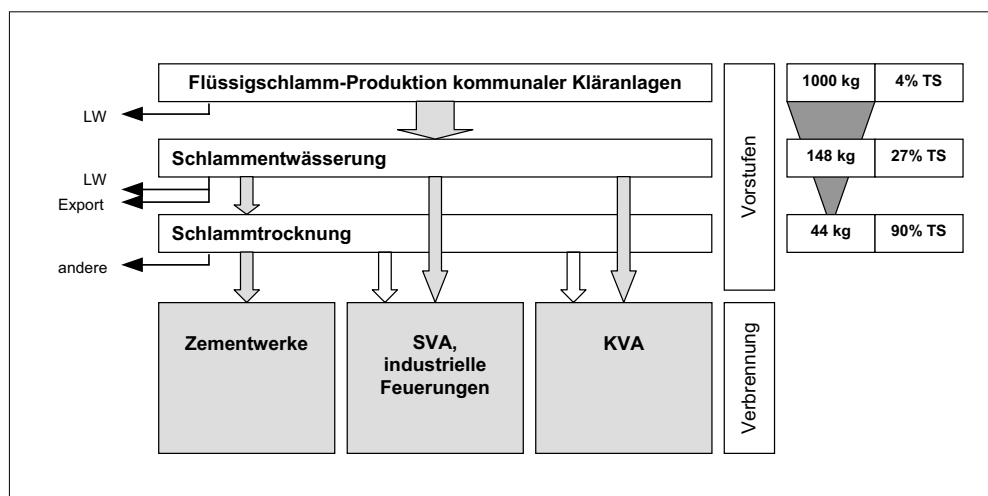 Flüssigschlamm-Produktion kommunaler Kläranlagen
1000 kg
4% TS
LW
Schlammentwässerung
148 kg
27% TS
LW
Export
Schlammtrocknung
44 kg
90% TS
andere
Vorstufen
Zementwerke
SVA,
industrielle
Feuerungen
KVA
Verbrennung